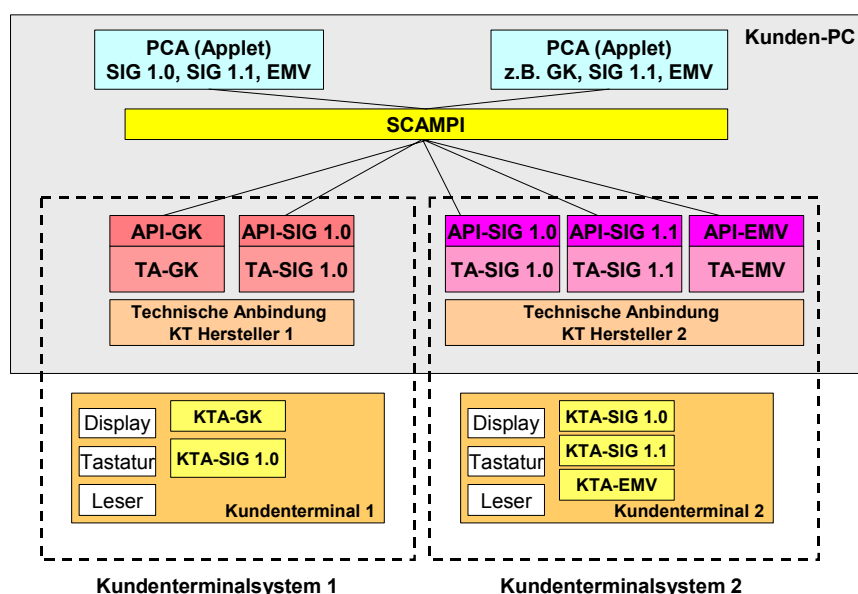 Kunden-PC
PCA (Applet)
SIG 1.0, SIG 1.1, EMV
PCA (Applet)
z.B. GK, SIG 1.1, EMV
SCAMPI
API-GK
API-SIG 1.0
API-SIG 1.0
API-SIG 1.1
API-EMV
TA-GK
TA-SIG 1.0
TA-SIG 1.0
TA-SIG 1.1
TA-EMV
Technische Anbindung
KT Hersteller 1
Technische Anbindung
KT Hersteller 2
Display
Tastatur
Leser
KTA-GK
KTA-SIG 1.0
Kundenterminal 1
Display
Tastatur
Leser
KTA-SIG 1.0
KTA-SIG 1.1
KTA-EMV
Kundenterminal 2
Kundenterminalsystem 1
Kundenterminalsystem 2